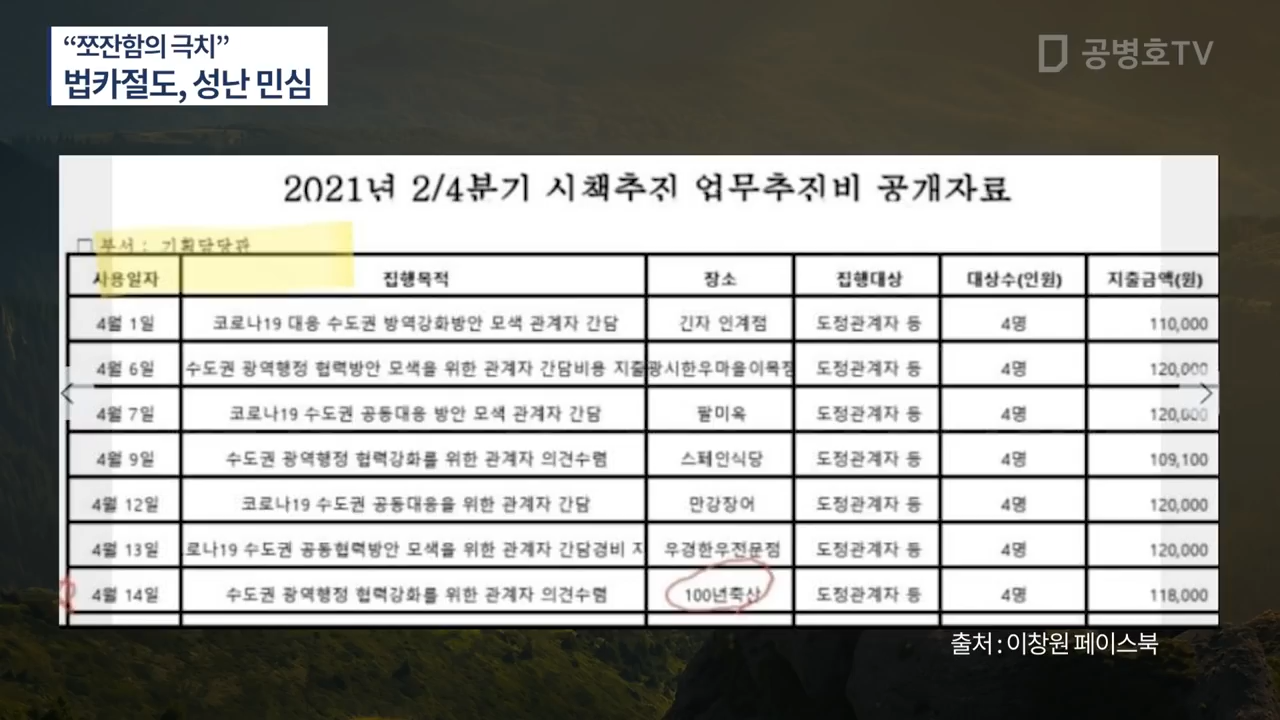 “쪼잔함의 극치”
법카절도, 성난 민심
공병호TV
2021년 2/4분기 시책추진 업무추진비 공개자료
□ 부서 : 기획담당관
사용일자 집행목적 장소 집행대상 대상수(인원) 지출금액(원)
4월 1일 코로나19 대응 수도권 방역강화방안 모색 관계자 간담 긴자 인계점 도정관계자 등 4명 110,000
4월 6일 수도권 광역행정 협력방안 모색을 위한 관계자 간담비용 지출 광시한우마을이목점 도정관계자 등 4명 120,000
4월 7일 코로나19 수도권 공동대응 방안 모색 관계자 간담 팔미옥 도정관계자 등 4명 120,000
4월 9일 수도권 광역행정 협력강화를 위한 관계자 의견수렴 스페인식당 도정관계자 등 4명 109,100
4월 12일 코로나19 수도권 공동대응을 위한 관계자 간담 만강장어 도정관계자 등 4명 120,000
4월 13일 로나19 수도권 공동협력방안 모색을 위한 관계자 간담경비 지 우경한우전문점 도정관계자 등 4명 120,000
4월 14일 수도권 광역행정 협력강화를 위한 관계자 의견수렴 100년축산 도정관계자 등 4명 118,000
출처 : 이창원 페이스북